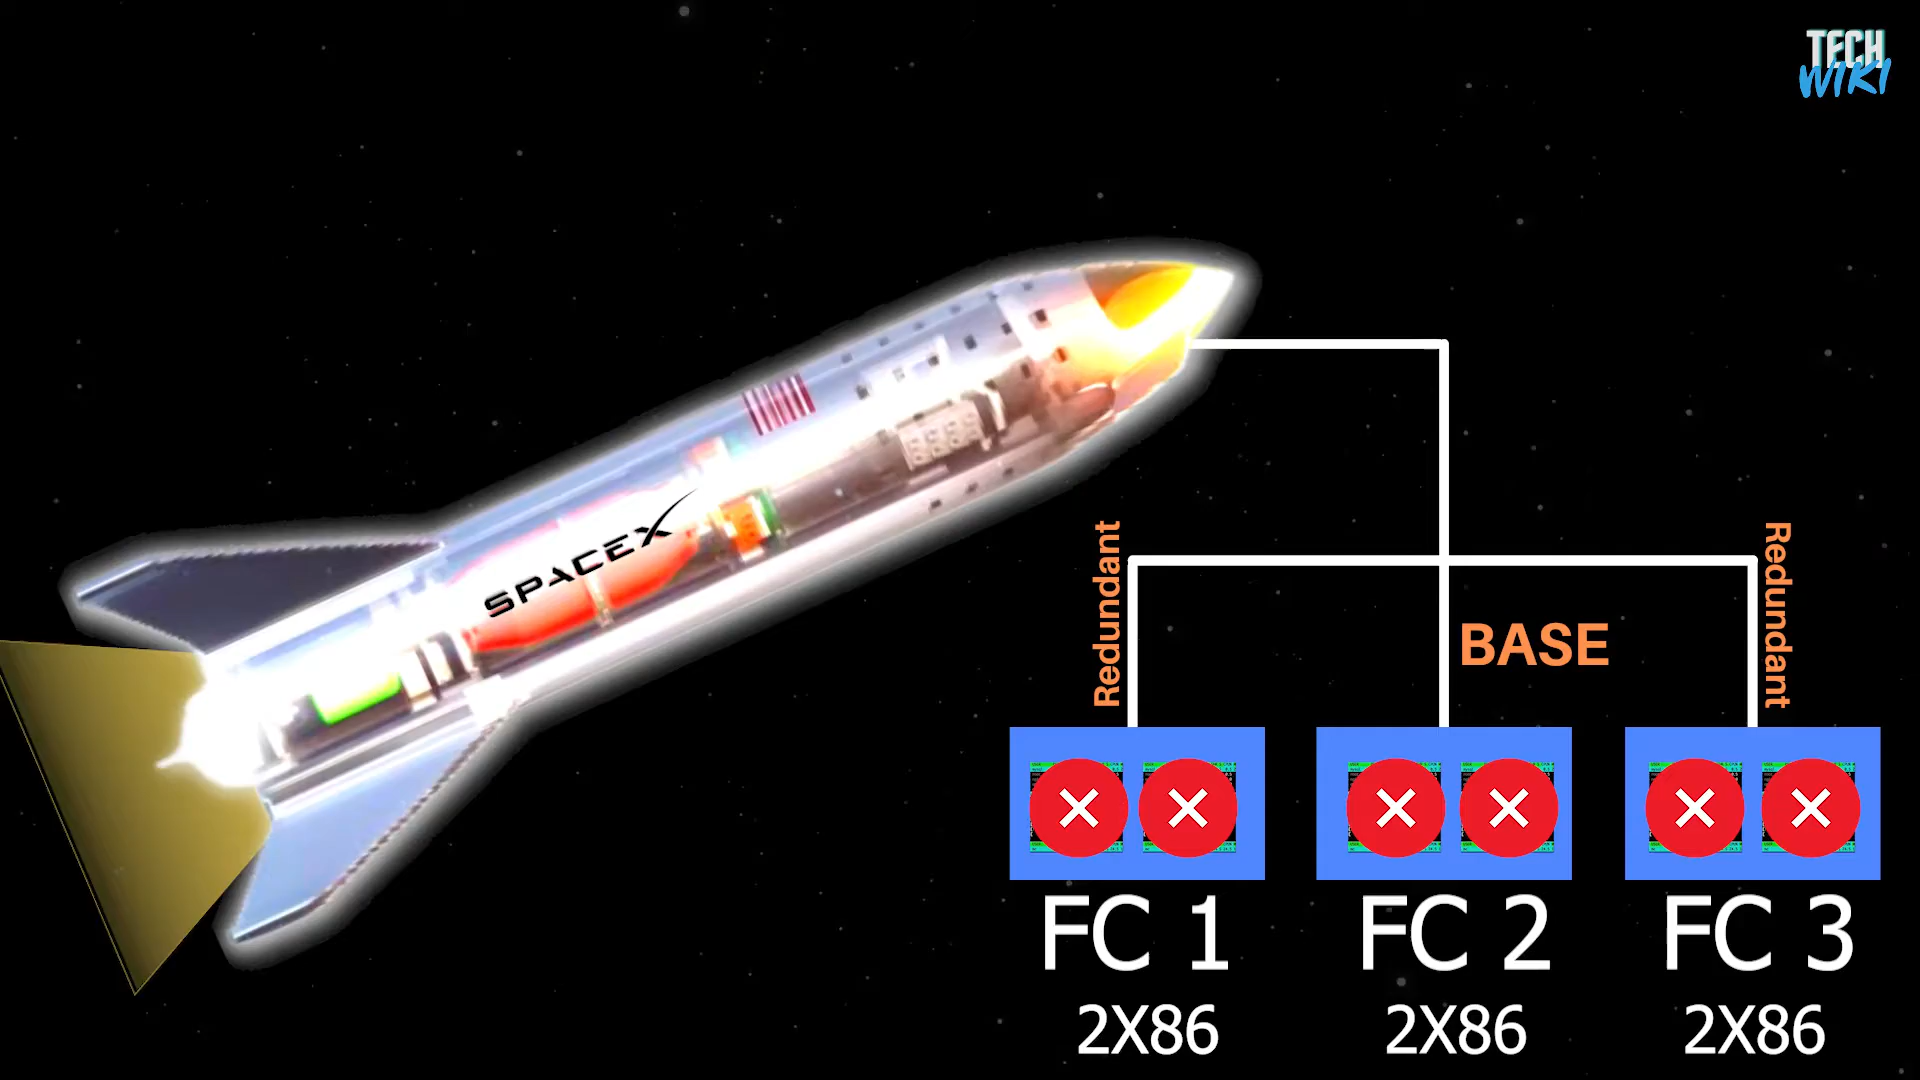 TECH
WIKI
SPACEX
Redundant
BASE
Redundant
FC 1
FC 2
FC 3
2X86
2X86
2X86